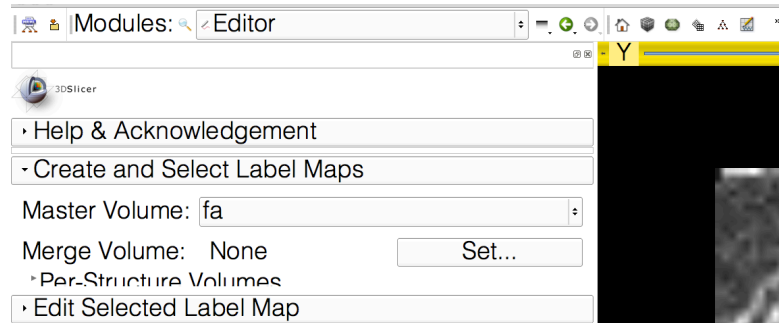 Modules: Editor
Y
3DSlicer
Help & Acknowledgement
Create and Select Label Maps
Master Volume: fa
Merge Volume: None Set...
Per-Structure Volumes
Edit Selected Label Map